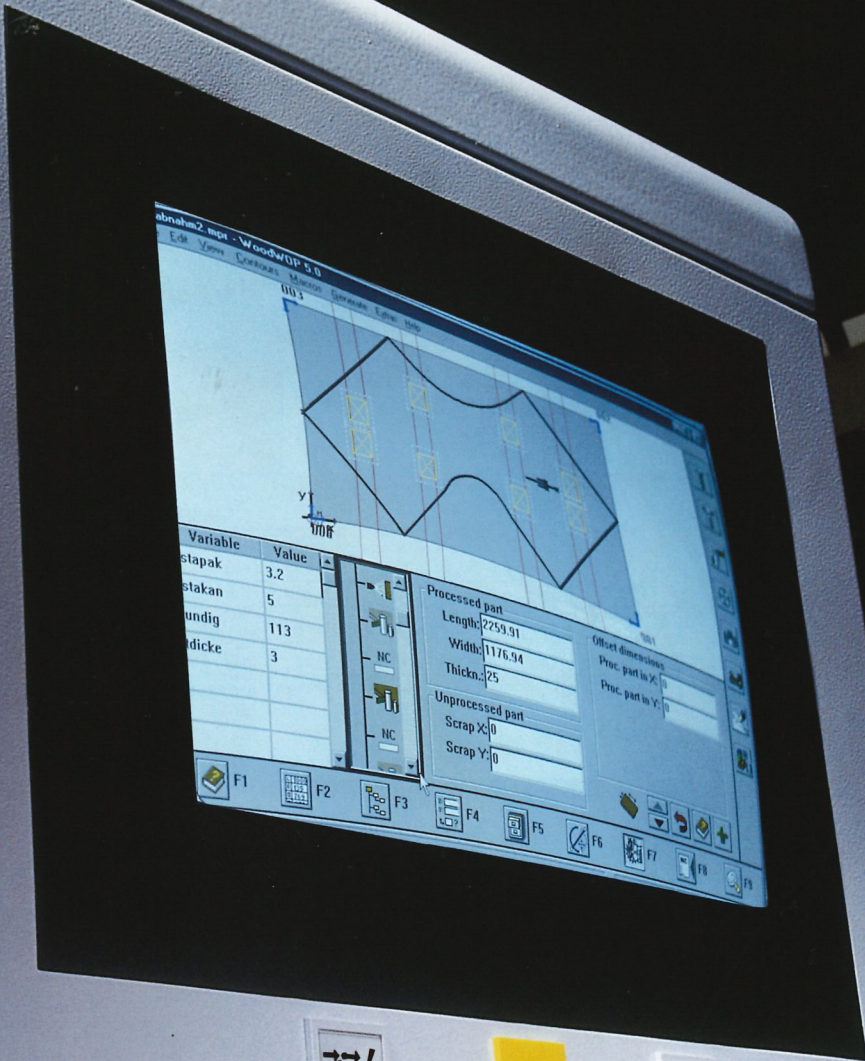 abnahm2.mpr - WoodWOP 5.0
Edit View Contours Macros Generate Extras Help
003
Y
Variable Value
stapak 3.2
stakan 5
undig 113
tdicke 3
NC
NC
Processed part
Length: 2259.91
Width: 1176.94
Thickn.: 25
Unprocessed part
Scrap X: 0
Scrap Y: 0
Offset dimensions
Proc. part in X: 0
Proc. part in Y: 0
F1 F2 F3 F4 F5 F6 F7 F8 F9